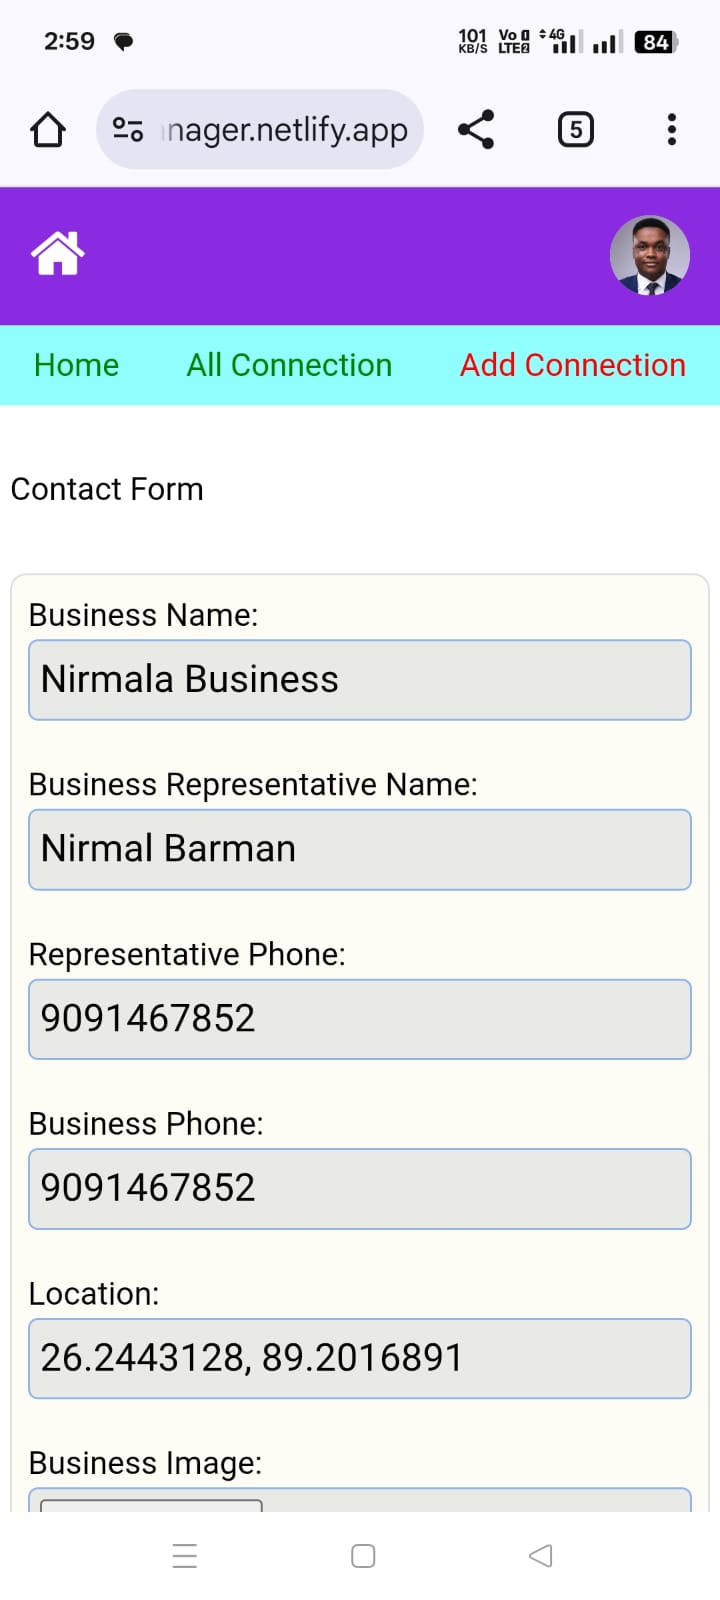 2:59
101 KB/S Vo LTE2 4G 84
nager.netlify.app
5
Home All Connection Add Connection
Contact Form
Business Name:
Nirmala Business
Business Representative Name:
Nirmal Barman
Representative Phone:
9091467852
Business Phone:
9091467852
Location:
26.2443128, 89.2016891
Business Image: